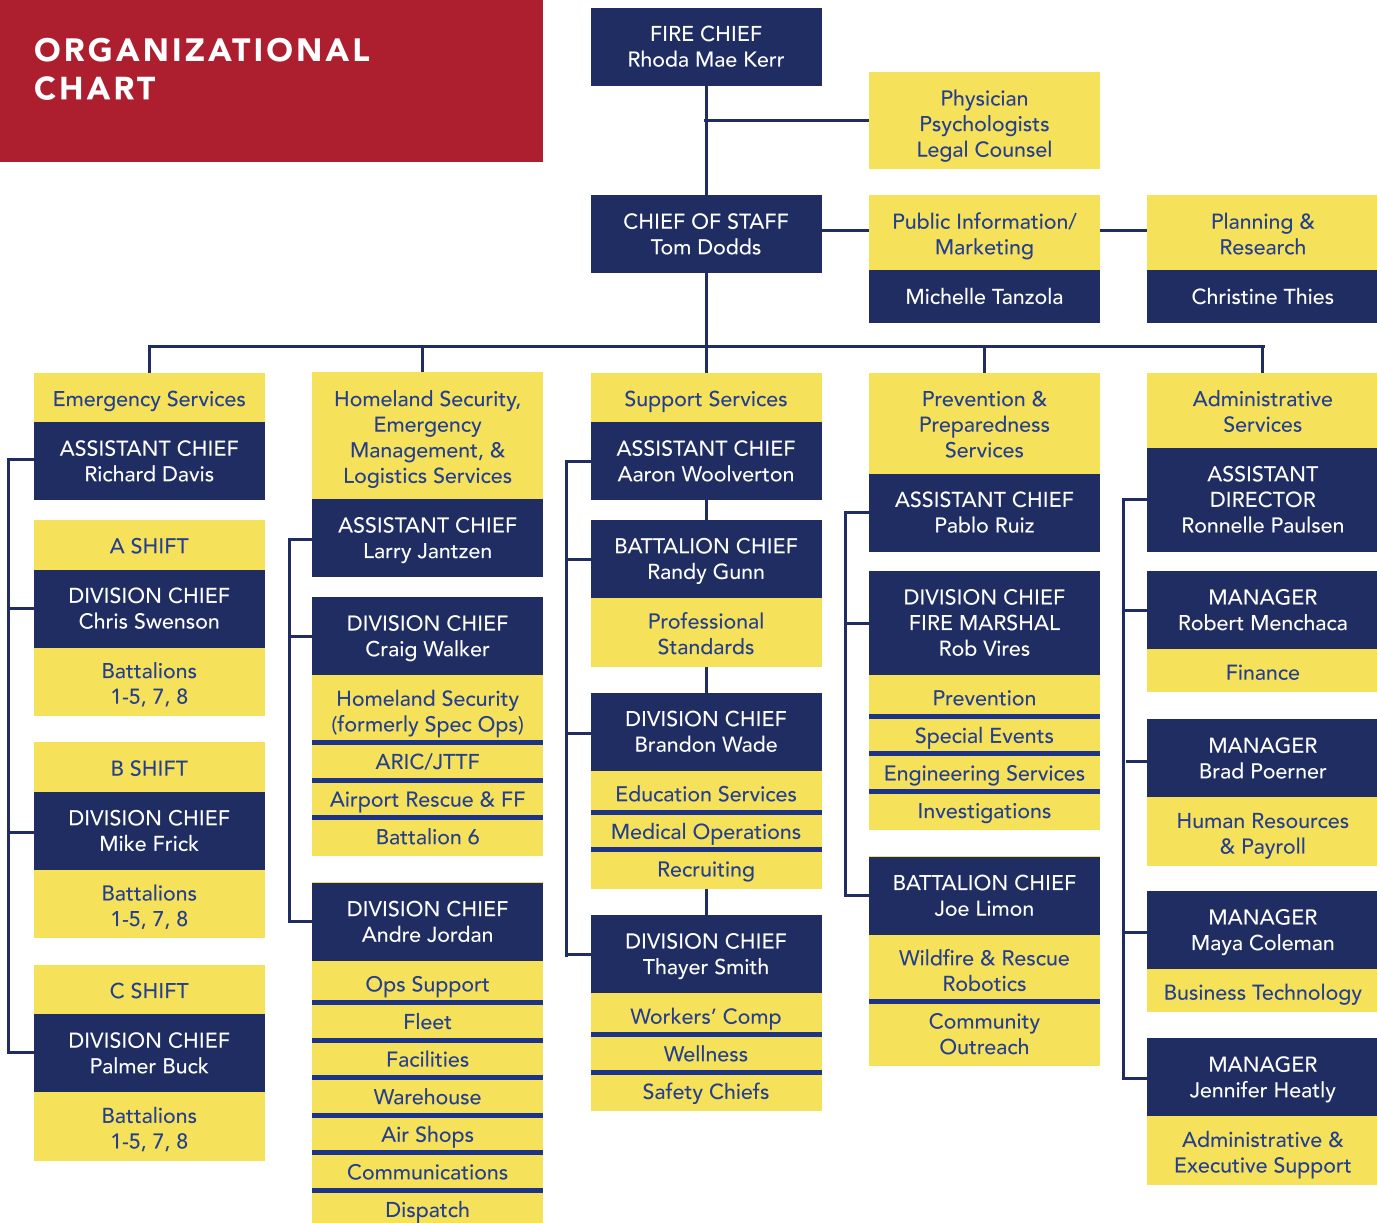 ORGANIZATIONAL
CHART
FIRE CHIEF
Rhoda Mae Kerr
Physician
Psychologists
Legal Counsel
CHIEF OF STAFF
Tom Dodds
Public Information/
Marketing
Michelle Tanzola
Planning &
Research
Christine Thies
Emergency Services
ASSISTANT CHIEF
Richard Davis
A SHIFT
DIVISION CHIEF
Chris Swenson
Battalions
1-5, 7, 8
B SHIFT
DIVISION CHIEF
Mike Frick
Battalions
1-5, 7, 8
C SHIFT
DIVISION CHIEF
Palmer Buck
Battalions
1-5, 7, 8
Homeland Security,
Emergency
Management, &
Logistics Services
ASSISTANT CHIEF
Larry Jantzen
DIVISION CHIEF
Craig Walker
Homeland Security
(formerly Spec Ops)
ARIC/JTTF
Airport Rescue & FF
Battalion 6
DIVISION CHIEF
Andre Jordan
Ops Support
Fleet
Facilities
Warehouse
Air Shops
Communications
Dispatch
Support Services
ASSISTANT CHIEF
Aaron Woolverton
BATTALION CHIEF
Randy Gunn
Professional
Standards
DIVISION CHIEF
Brandon Wade
Education Services
Medical Operations
Recruiting
DIVISION CHIEF
Thayer Smith
Workers’ Comp
Wellness
Safety Chiefs
Prevention &
Preparedness
Services
ASSISTANT CHIEF
Pablo Ruiz
DIVISION CHIEF
FIRE MARSHAL
Rob Vires
Prevention
Special Events
Engineering Services
Investigations
BATTALION CHIEF
Joe Limon
Wildfire & Rescue
Robotics
Community
Outreach
Administrative
Services
ASSISTANT
DIRECTOR
Ronnelle Paulsen
MANAGER
Robert Menchaca
Finance
MANAGER
Brad Poerner
Human Resources
& Payroll
MANAGER
Maya Coleman
Business Technology
MANAGER
Jennifer Heatly
Administrative &
Executive Support